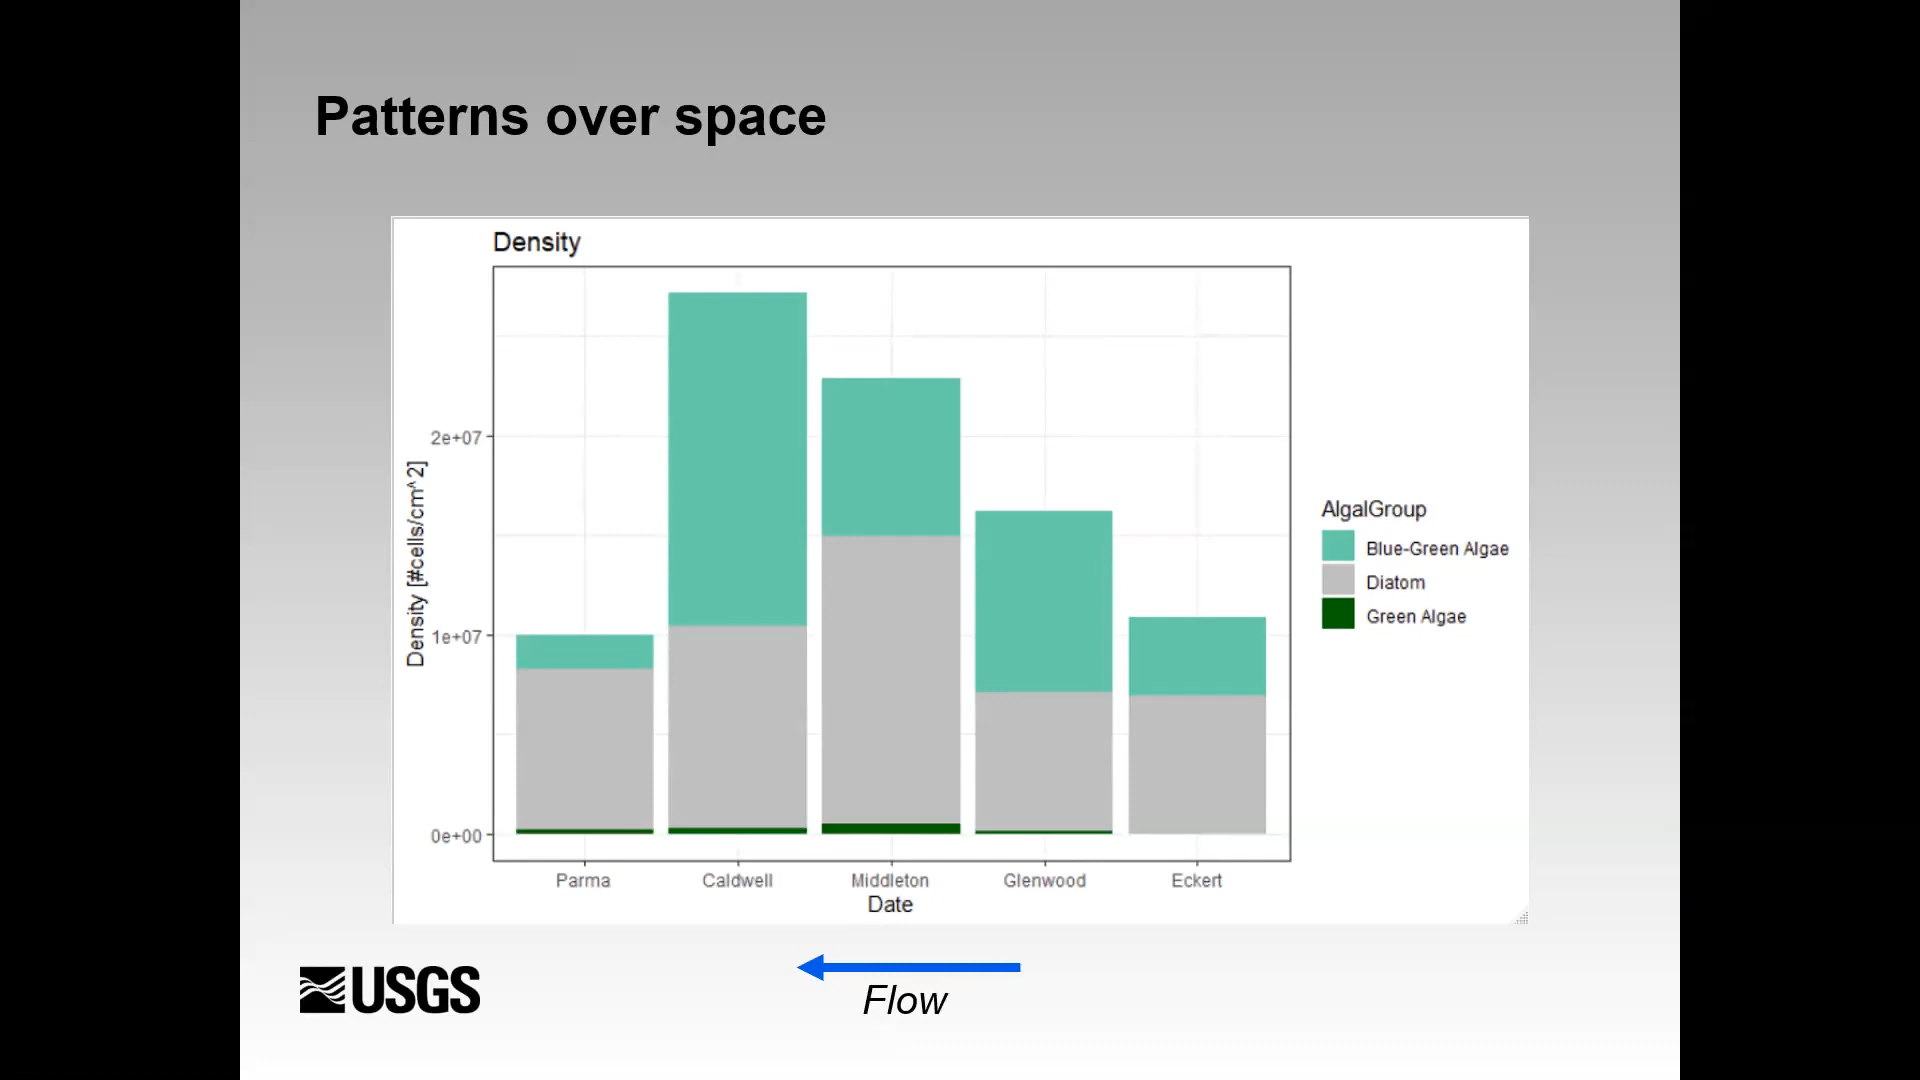 Patterns over space
Density
Density [#cells/cm^2]
2e+07
1e+07
0e+00
Parma Caldwell Middleton Glenwood Eckert
Date
AlgalGroup
Blue-Green Algae
Diatom
Green Algae
USGS
Flow